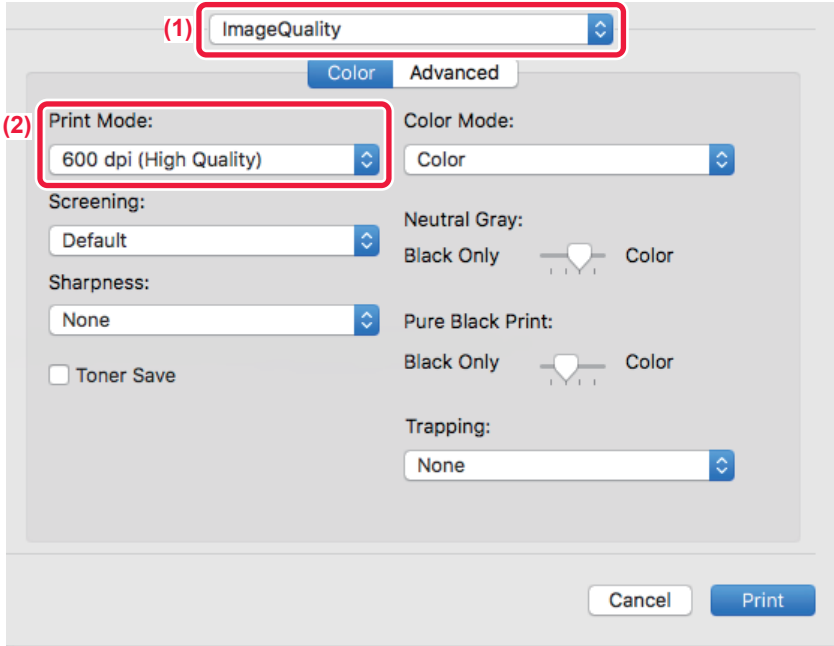 (1)
ImageQuality
Color
Advanced
(2)
Print Mode:
600 dpi (High Quality)
Screening:
Default
Sharpness:
None
Toner Save
Color Mode:
Color
Neutral Gray:
Black Only Color
Pure Black Print:
Black Only Color
Trapping:
None
Cancel
Print